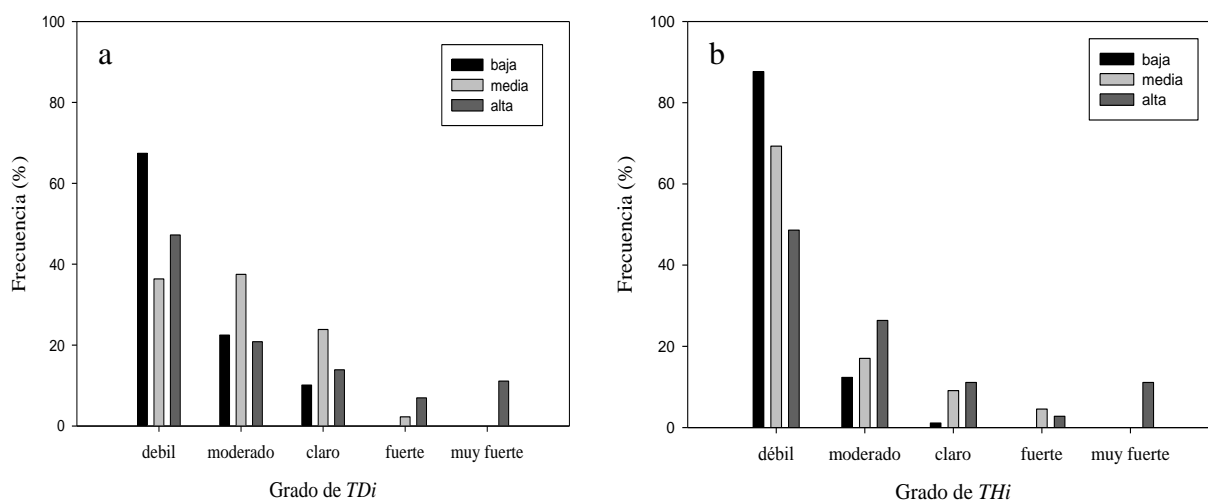 a
baja
media
alta
Frecuencia (%)
100
80
60
40
20
0
debil moderado claro fuerte muy fuerte
Grado de TDi
b
baja
media
alta
Frecuencia (%)
100
80
60
40
20
0
débil moderado claro fuerte muy fuerte
Grado de THi